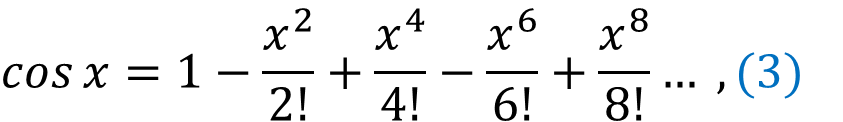 cos x = 1 − x²/2! + x⁴/4! − x⁶/6! + x⁸/8! ... , (3)